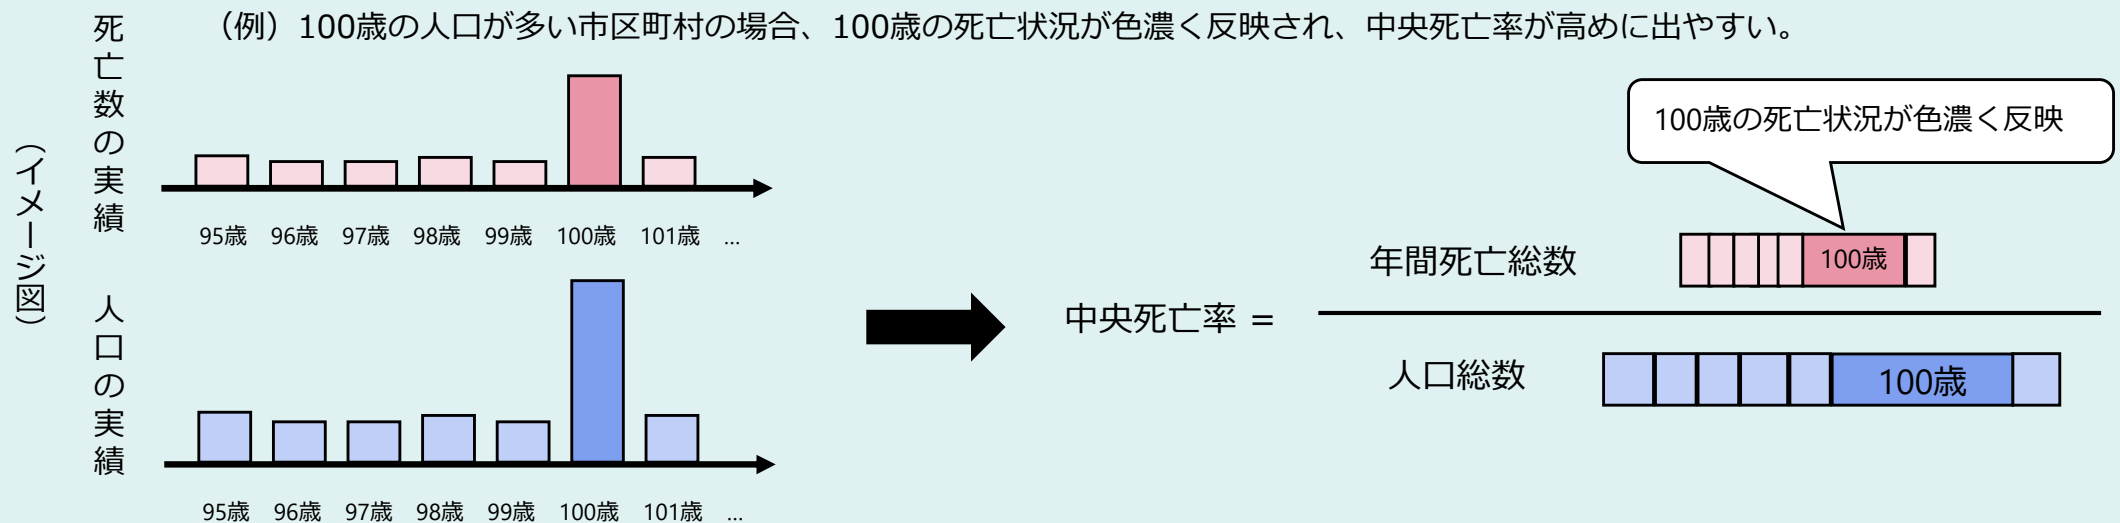 (例)100歳の人口が多い市区町村の場合、100歳の死亡状況が色濃く反映され、中央死亡率が高めに出やすい。
(イメージ図)
死亡数の実績
95歳 96歳 97歳 98歳 99歳 100歳 101歳 …
人口の実績
95歳 96歳 97歳 98歳 99歳 100歳 101歳 …
100歳の死亡状況が色濃く反映
年間死亡総数
100歳
中央死亡率 =
人口総数
100歳